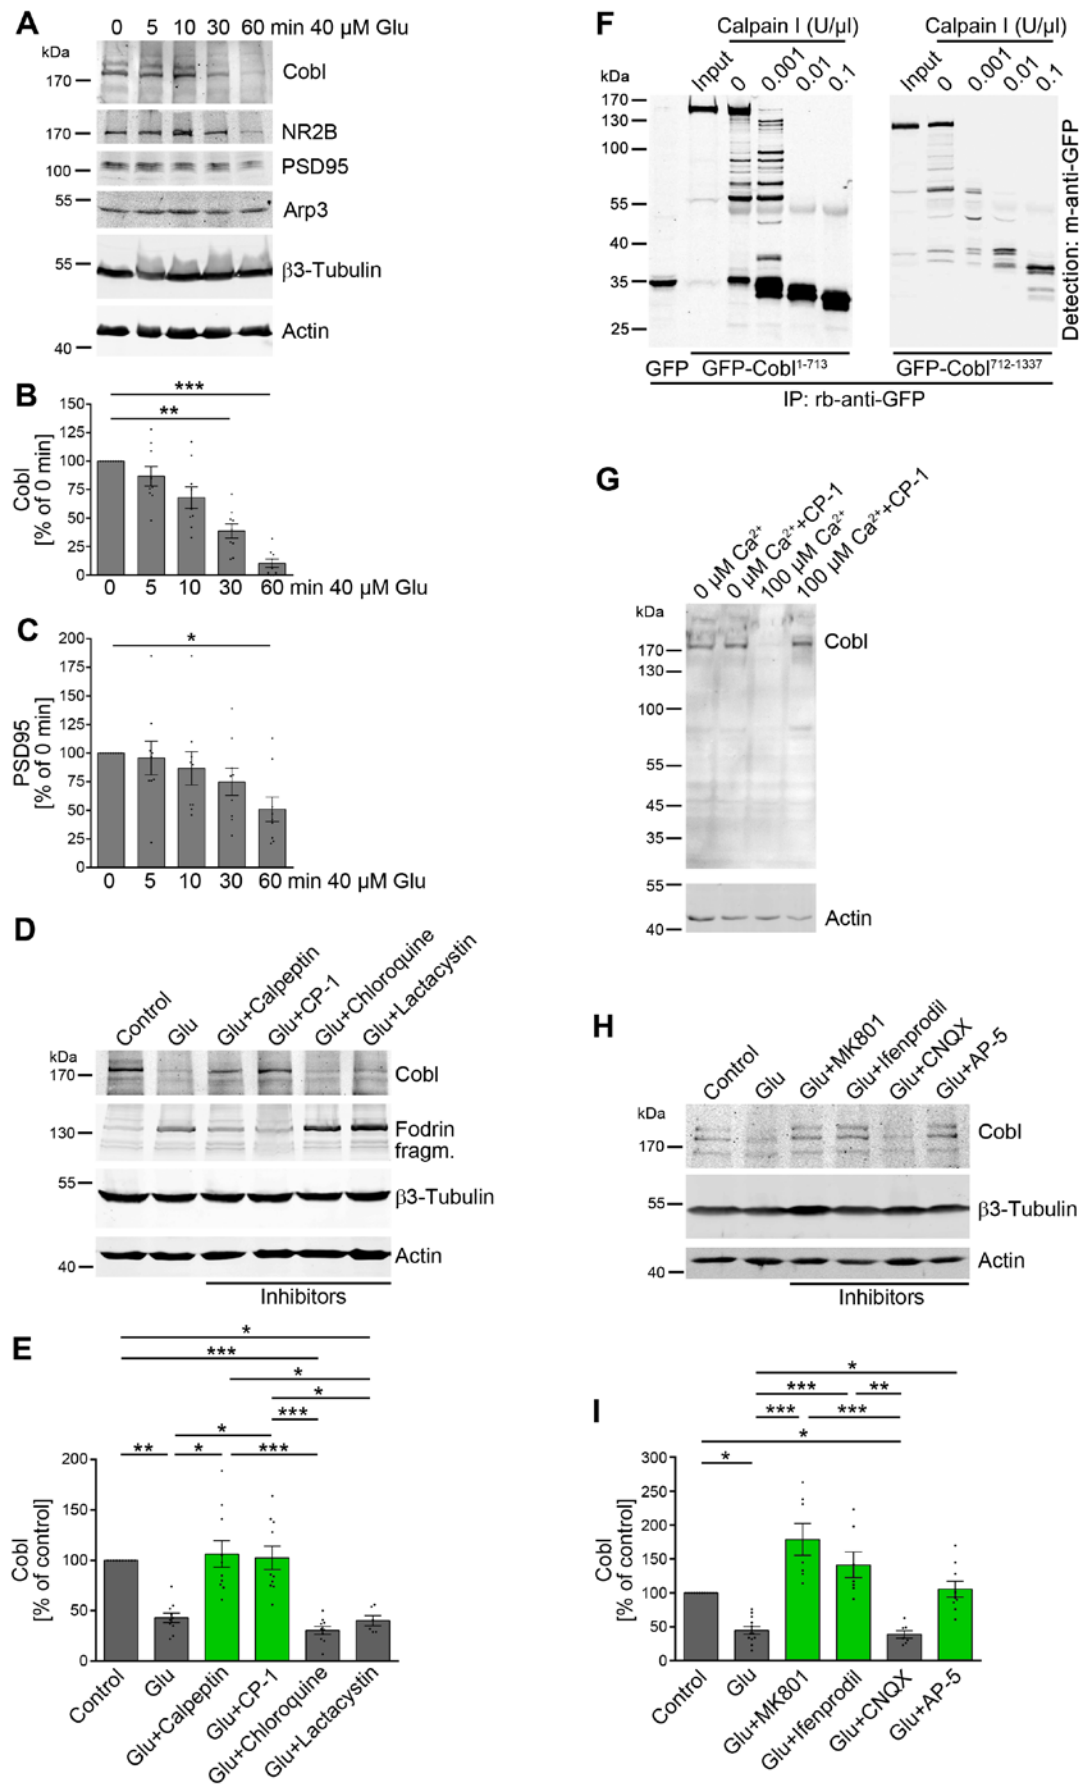 A
0 5 10 30 60 min 40 µM Glu
kDa
170
Cobl
170
NR2B
100
PSD95
55
Arp3
55
β3-Tubulin
Actin
40
B
***
**
150
125
100
75
50
25
0
Cobl
[% of 0 min]
0 5 10 30 60 min 40 µM Glu
C
*
200
175
150
125
100
75
50
25
0
PSD95
[% of 0 min]
0 5 10 30 60 min 40 µM Glu
D
Control
Glu
Glu+Calpeptin
Glu+CP-1
Glu+Chloroquine
Glu+Lactacystin
kDa
170
Cobl
130
Fodrin
fragm.
55
β3-Tubulin
Actin
40
Inhibitors
E
*
***
*
*
***
*
** * ***
200
150
100
50
0
Cobl
[% of control]
Control
Glu
Glu+Calpeptin
Glu+CP-1
Glu+Chloroquine
Glu+Lactacystin
F
Calpain I (U/µl)
Input
0
0.001
0.01
0.1
Calpain I (U/µl)
Input
0
0.001
0.01
0.1
kDa
170
130
100
55
40
35
25
Detection: m-anti-GFP
GFP
GFP-Cobl¹⁻⁷¹³
GFP-Cobl⁷¹²⁻¹³³⁷
IP: rb-anti-GFP
G
0 µM Ca²⁺
0 µM Ca²⁺+CP-1
100 µM Ca²⁺
100 µM Ca²⁺+CP-1
kDa
170
Cobl
130
100
55
45
35
55
Actin
40
H
Control
Glu
Glu+MK801
Glu+Ifenprodil
Glu+CNQX
Glu+AP-5
kDa
Cobl
170
55
β3-Tubulin
Actin
40
Inhibitors
I
*
*** **
*** ***
*
*
300
250
200
150
100
50
0
Cobl
[% of control]
Control
Glu
Glu+MK801
Glu+Ifenprodil
Glu+CNQX
Glu+AP-5